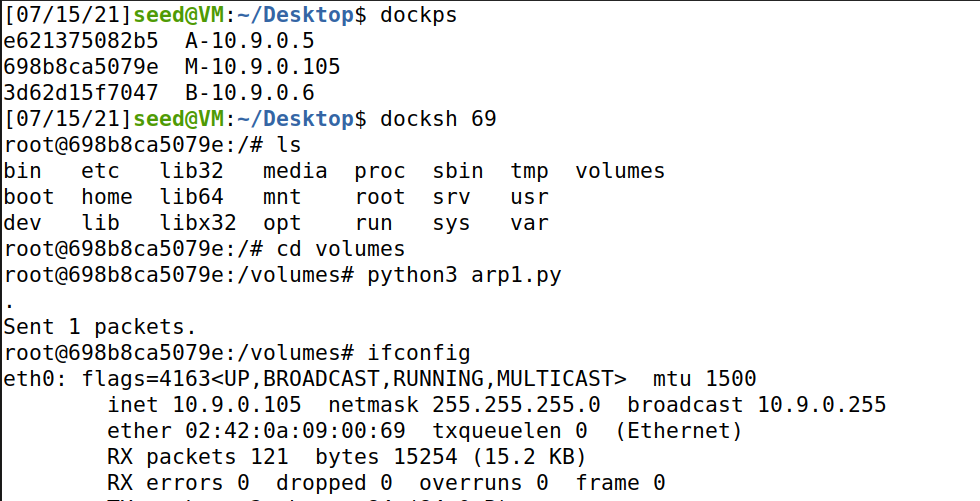 [07/15/21]seed@VM:~/Desktop$ dockps
e621375082b5  A-10.9.0.5
698b8ca5079e  M-10.9.0.105
3d62d15f7047  B-10.9.0.6
[07/15/21]seed@VM:~/Desktop$ docksh 69
root@698b8ca5079e:/# ls
bin   etc   lib32   media  proc  sbin  tmp  volumes
boot  home  lib64   mnt    root  srv   usr
dev   lib   libx32  opt    run   sys   var
root@698b8ca5079e:/# cd volumes
root@698b8ca5079e:/volumes# python3 arp1.py
.
Sent 1 packets.
root@698b8ca5079e:/volumes# ifconfig
eth0: flags=4163<UP,BROADCAST,RUNNING,MULTICAST>  mtu 1500
        inet 10.9.0.105  netmask 255.255.255.0  broadcast 10.9.0.255
        ether 02:42:0a:09:00:69  txqueuelen 0  (Ethernet)
        RX packets 121  bytes 15254 (15.2 KB)
        RX errors 0  dropped 0  overruns 0  frame 0